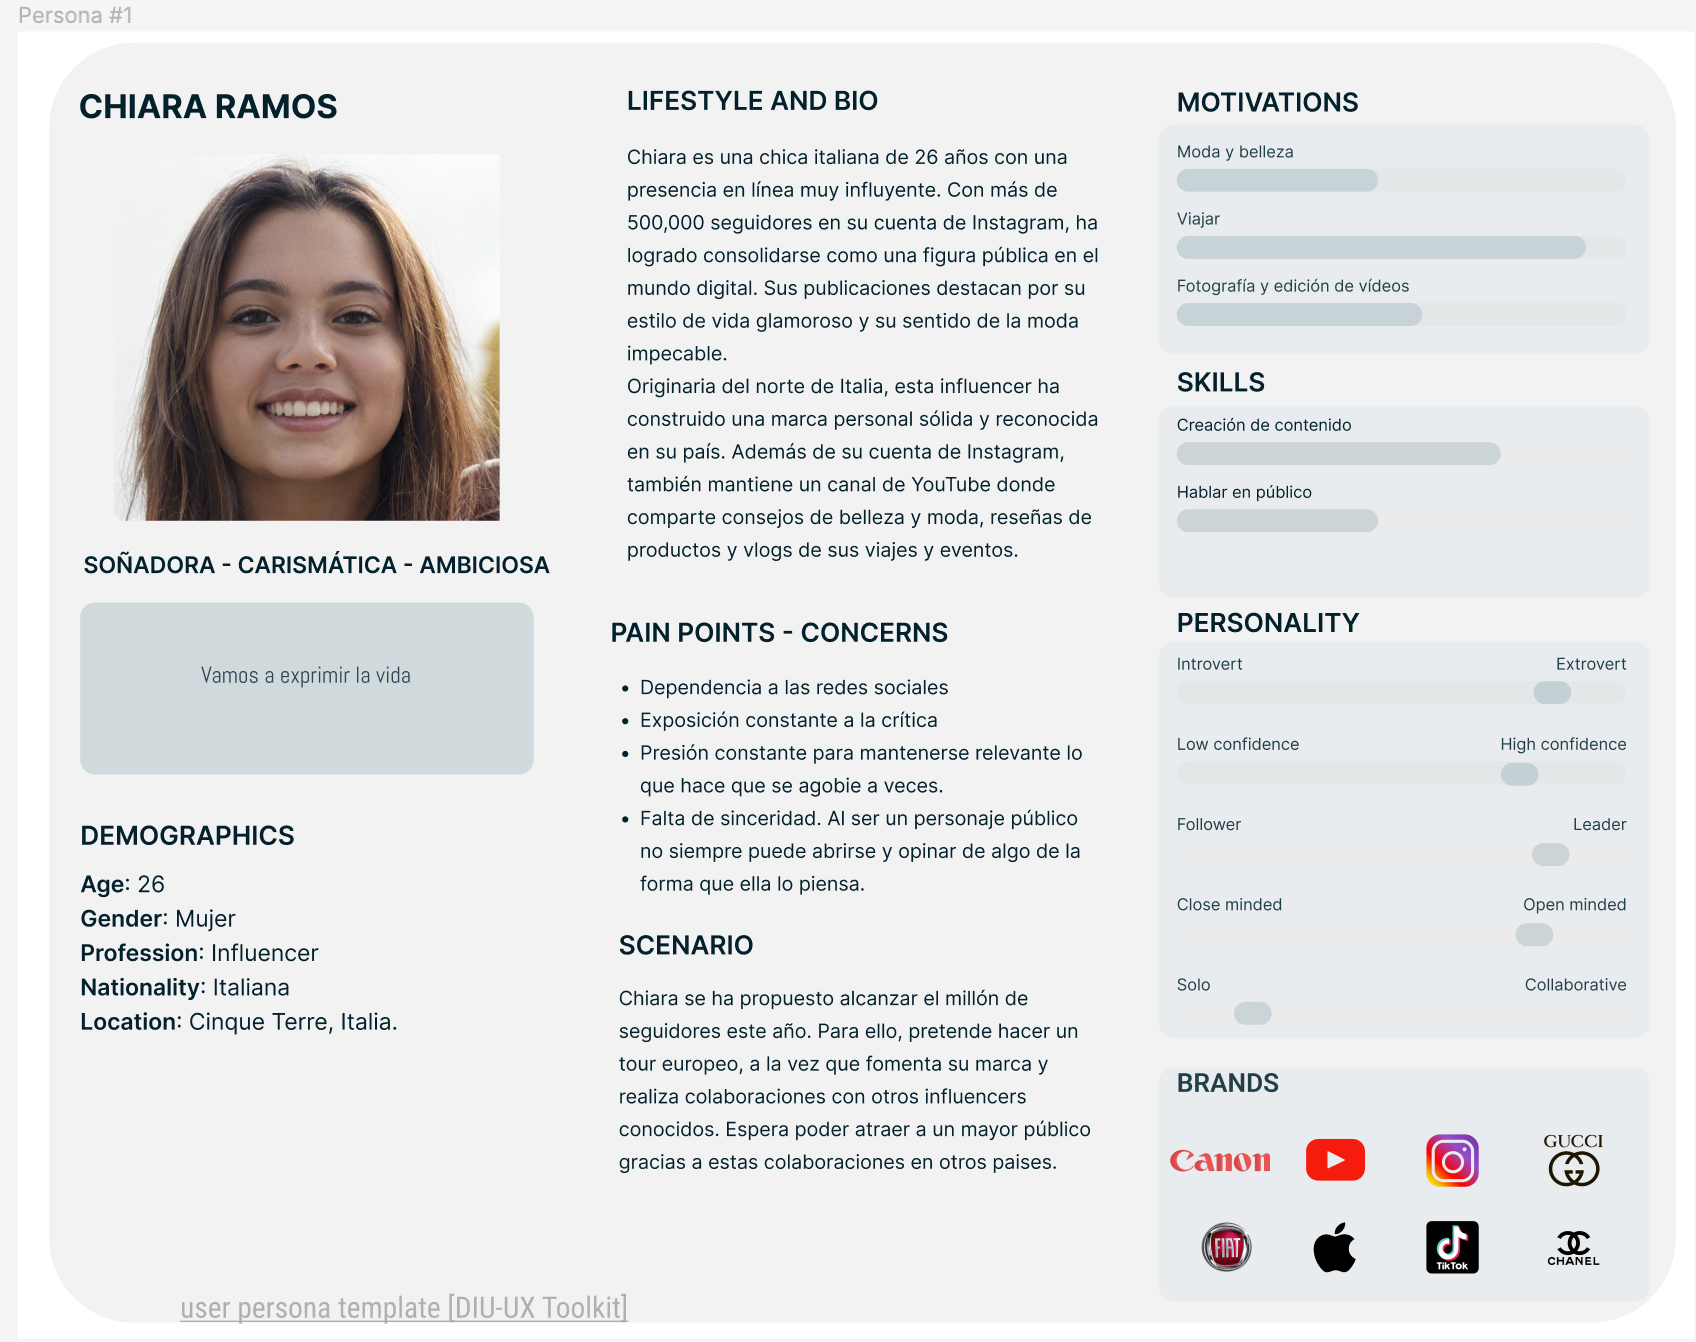 Persona #1
CHIARA RAMOS
SOÑADORA - CARISMÁTICA - AMBICIOSA
Vamos a exprimir la vida
DEMOGRAPHICS
Age: 26
Gender: Mujer
Profession: Influencer
Nationality: Italiana
Location: Cinque Terre, Italia.
LIFESTYLE AND BIO
Chiara es una chica italiana de 26 años con una
presencia en línea muy influyente. Con más de
500,000 seguidores en su cuenta de Instagram, ha
logrado consolidarse como una figura pública en el
mundo digital. Sus publicaciones destacan por su
estilo de vida glamoroso y su sentido de la moda
impecable.
Originaria del norte de Italia, esta influencer ha
construido una marca personal sólida y reconocida
en su país. Además de su cuenta de Instagram,
también mantiene un canal de YouTube donde
comparte consejos de belleza y moda, reseñas de
productos y vlogs de sus viajes y eventos.
PAIN POINTS - CONCERNS
• Dependencia a las redes sociales
• Exposición constante a la crítica
• Presión constante para mantenerse relevante lo
que hace que se agobie a veces.
• Falta de sinceridad. Al ser un personaje público
no siempre puede abrirse y opinar de algo de la
forma que ella lo piensa.
SCENARIO
Chiara se ha propuesto alcanzar el millón de
seguidores este año. Para ello, pretende hacer un
tour europeo, a la vez que fomenta su marca y
realiza colaboraciones con otros influencers
conocidos. Espera poder atraer a un mayor público
gracias a estas colaboraciones en otros paises.
MOTIVATIONS
Moda y belleza
Viajar
Fotografía y edición de vídeos
SKILLS
Creación de contenido
Hablar en público
PERSONALITY
Introvert Extrovert
Low confidence High confidence
Follower Leader
Close minded Open minded
Solo Collaborative
BRANDS
Canon
GUCCI
FIAT
TikTok
CHANEL
user persona template [DIU-UX Toolkit]